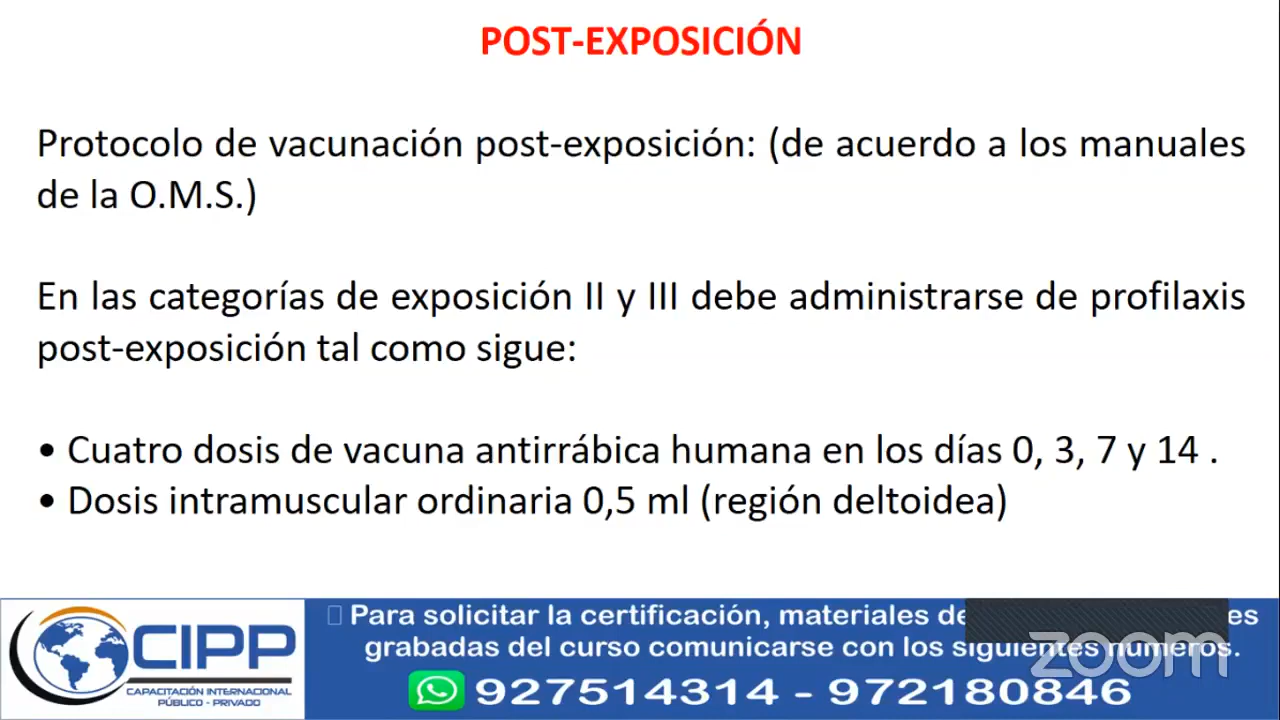 POST-EXPOSICIÓN
Protocolo de vacunación post-exposición: (de acuerdo a los manuales
de la O.M.S.)
En las categorías de exposición II y III debe administrarse de profilaxis
post-exposición tal como sigue:
• Cuatro dosis de vacuna antirrábica humana en los días 0, 3, 7 y 14 .
• Dosis intramuscular ordinaria 0,5 ml (región deltoidea)
CIPP
CAPACITACIÓN INTERNACIONAL
PÚBLICO - PRIVADO
Para solicitar la certificación, materiales de es
grabadas del curso comunicarse con los siguientes números.
927514314 - 972180846
zoom